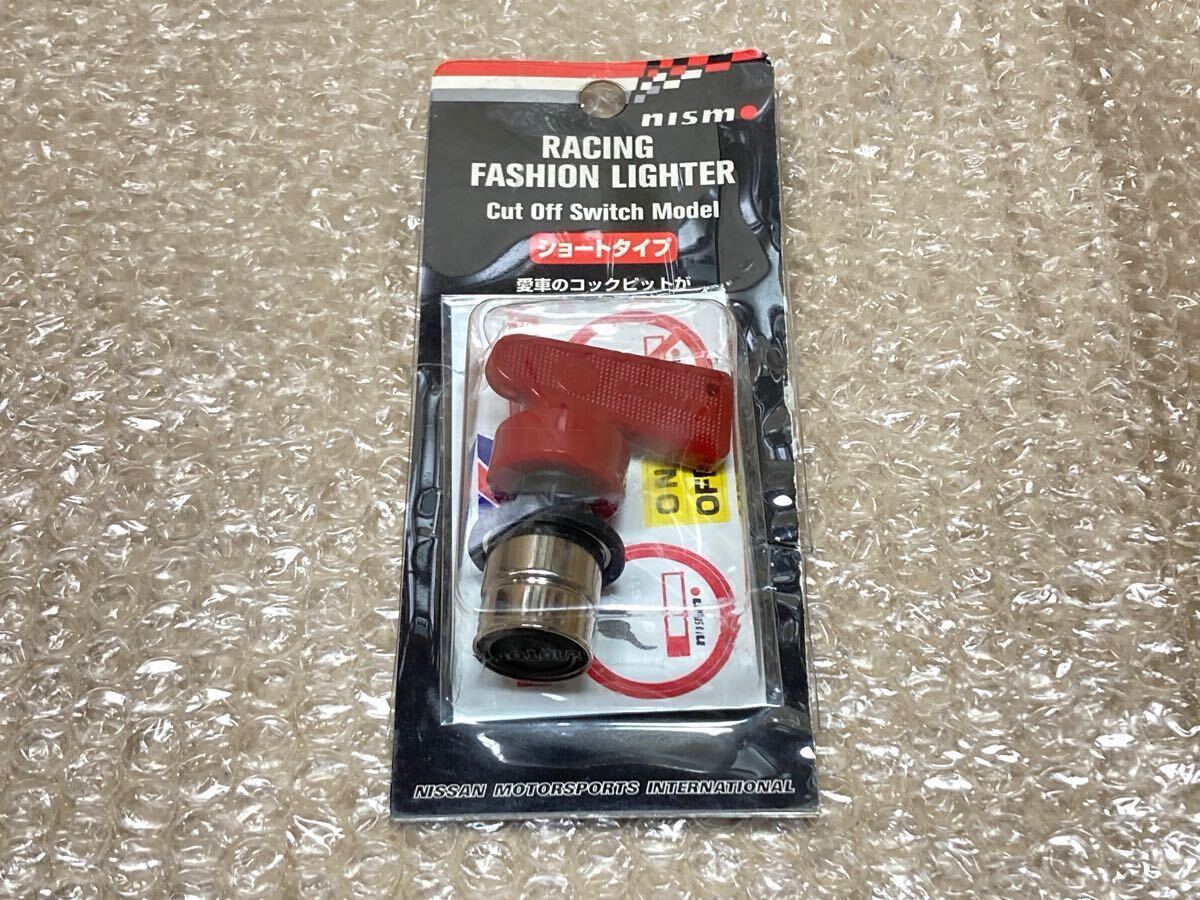 nismo
RACING
FASHION LIGHTER
Cut Off Switch Model
ショートタイプ
愛車のコックピットが
ON
OFF
nismo
NISSAN MOTORSPORTS INTERNATIONAL